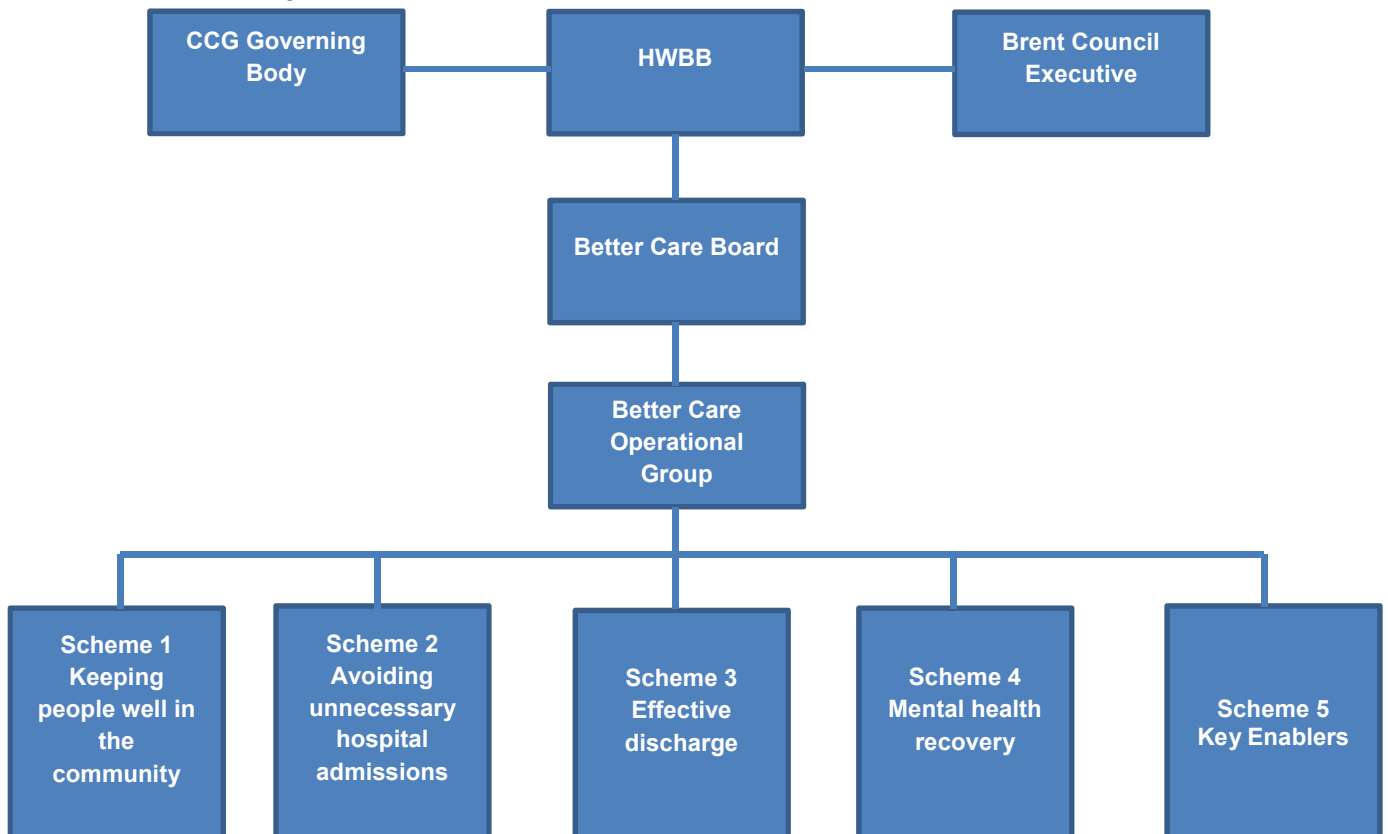 CCG Governing
Body
HWBB
Brent Council
Executive
Better Care Board
Better Care
Operational
Group
Scheme 1
Keeping
people well in
the
community
Scheme 2
Avoiding
unnecessary
hospital
admissions
Scheme 3
Effective
discharge
Scheme 4
Mental health
recovery
Scheme 5
Key Enablers